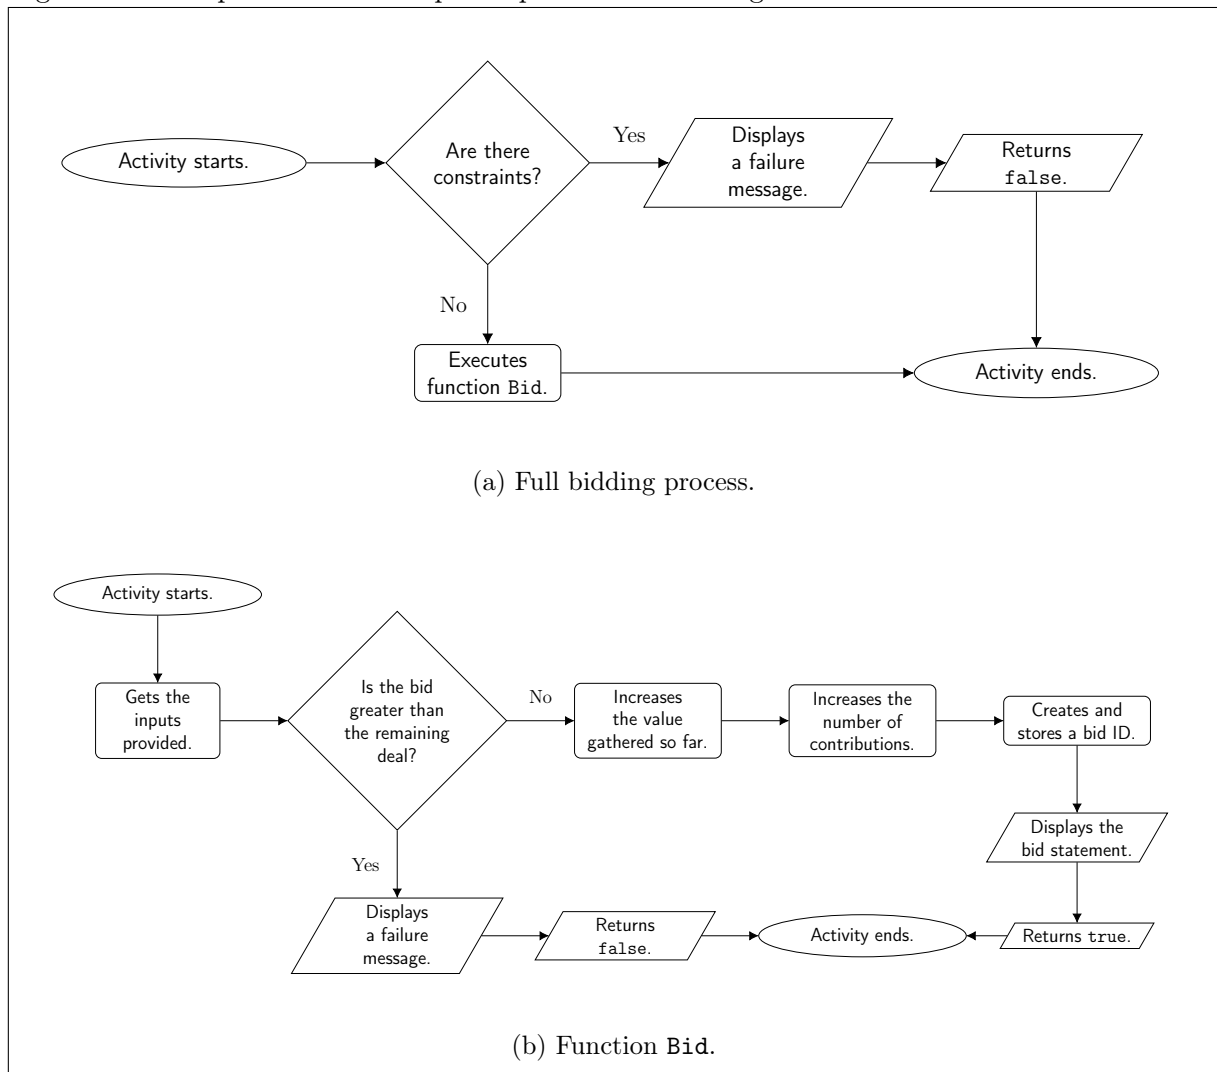 Activity starts.
Are there
constraints?
Yes
Displays
a failure
message.
Returns
false.
No
Executes
function Bid.
Activity ends.
(a) Full bidding process.
Activity starts.
Gets the
inputs
provided.
Is the bid
greater than
the remaining
deal?
No
Increases
the value
gathered so far.
Increases the
number of
contributions.
Creates and
stores a bid ID.
Displays the
bid statement.
Yes
Displays
a failure
message.
Returns
false.
Activity ends.
Returns true.
(b) Function Bid.